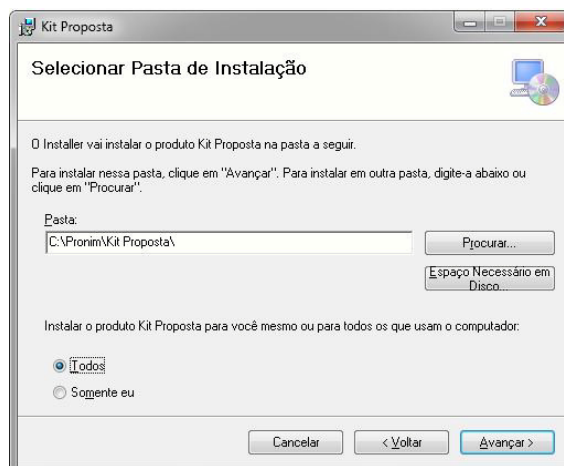 Kit Proposta
Selecionar Pasta de Instalação
O Installer vai instalar o produto Kit Proposta na pasta a seguir.
Para instalar nessa pasta, clique em "Avançar". Para instalar em outra pasta, digite-a abaixo ou
clique em "Procurar".
Pasta:
C:\Pronim\Kit Proposta\
Procurar...
Espaço Necessário em
Disco...
Instalar o produto Kit Proposta para você mesmo ou para todos os que usam o computador:
Todos
Somente eu
Cancelar
< Voltar
Avançar >